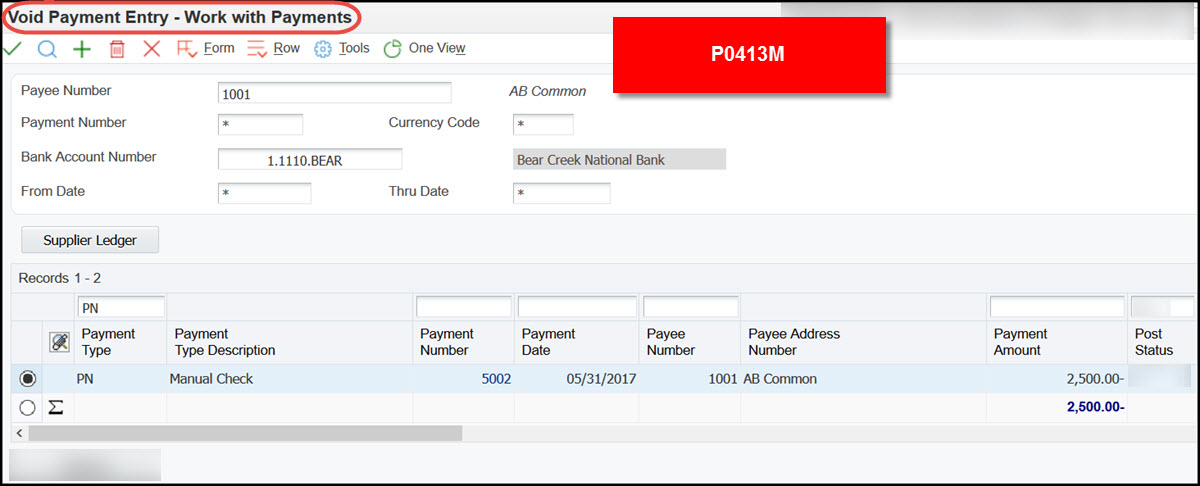 Void Payment Entry - Work with Payments
P0413M
Form Row Tools One View
Payee Number 1001 AB Common
Payment Number * Currency Code *
Bank Account Number 1.1110.BEAR Bear Creek National Bank
From Date * Thru Date *
Supplier Ledger
Records 1 - 2
PN
Payment Type Payment Type Description Payment Number Payment Date Payee Number Payee Address Number Payment Amount Post Status
PN Manual Check 5002 05/31/2017 1001 AB Common 2,500.00-
Σ 2,500.00-